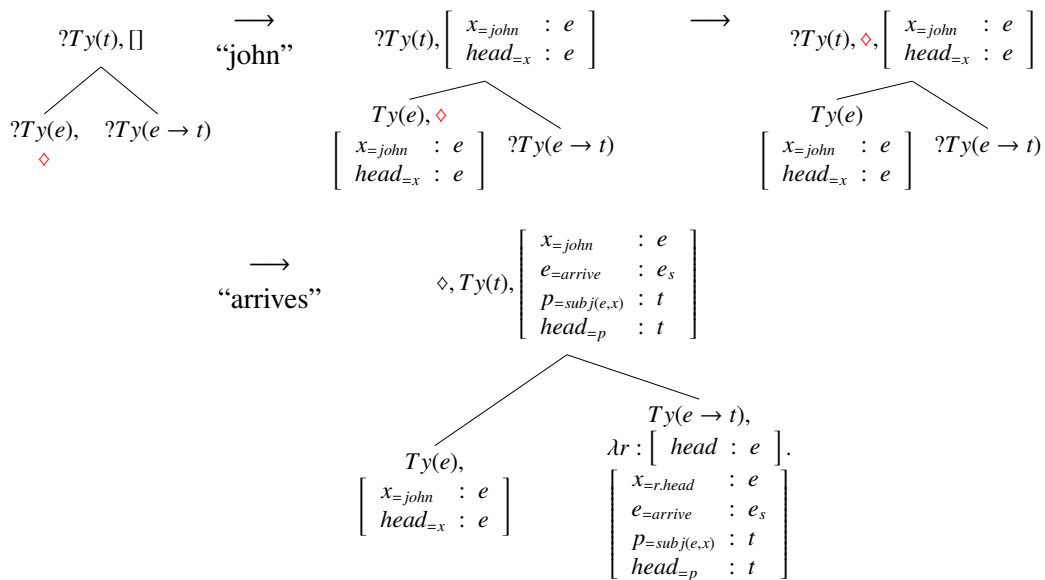 ?Ty(t), [] ⟶ "john" ?Ty(t), [ x₌john : e
head₌x : e ] ⟶ ?Ty(t), ◊, [ x₌john : e
head₌x : e ]
?Ty(e), ?Ty(e → t)
◊
Ty(e), ◊
[ x₌john : e
head₌x : e ] ?Ty(e → t)
Ty(e)
[ x₌john : e
head₌x : e ] ?Ty(e → t)
⟶
"arrives"
◊, Ty(t), [ x₌john : e
e₌arrive : eₛ
p₌subj(e,x) : t
head₌p : t ]
Ty(e),
[ x₌john : e
head₌x : e ]
Ty(e → t),
λr : [ head : e ] .
[ x₌r.head : e
e₌arrive : eₛ
p₌subj(e,x) : t
head₌p : t ]